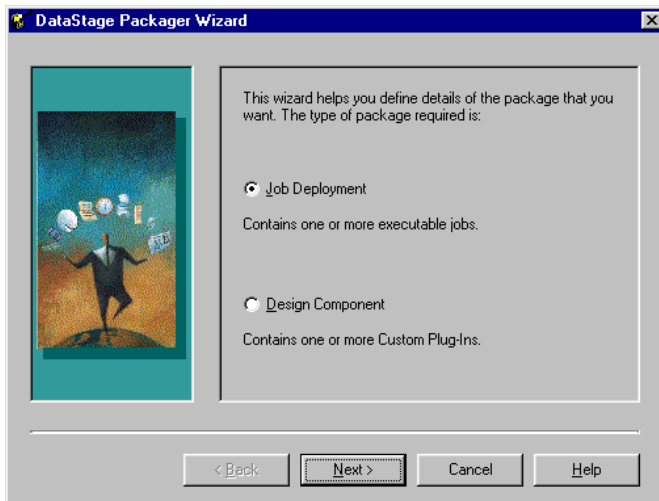 DataStage Packager Wizard
This wizard helps you define details of the package that you
want. The type of package required is:
Job Deployment
Contains one or more executable jobs.
Design Component
Contains one or more Custom Plug-Ins.
< Back
Next >
Cancel
Help